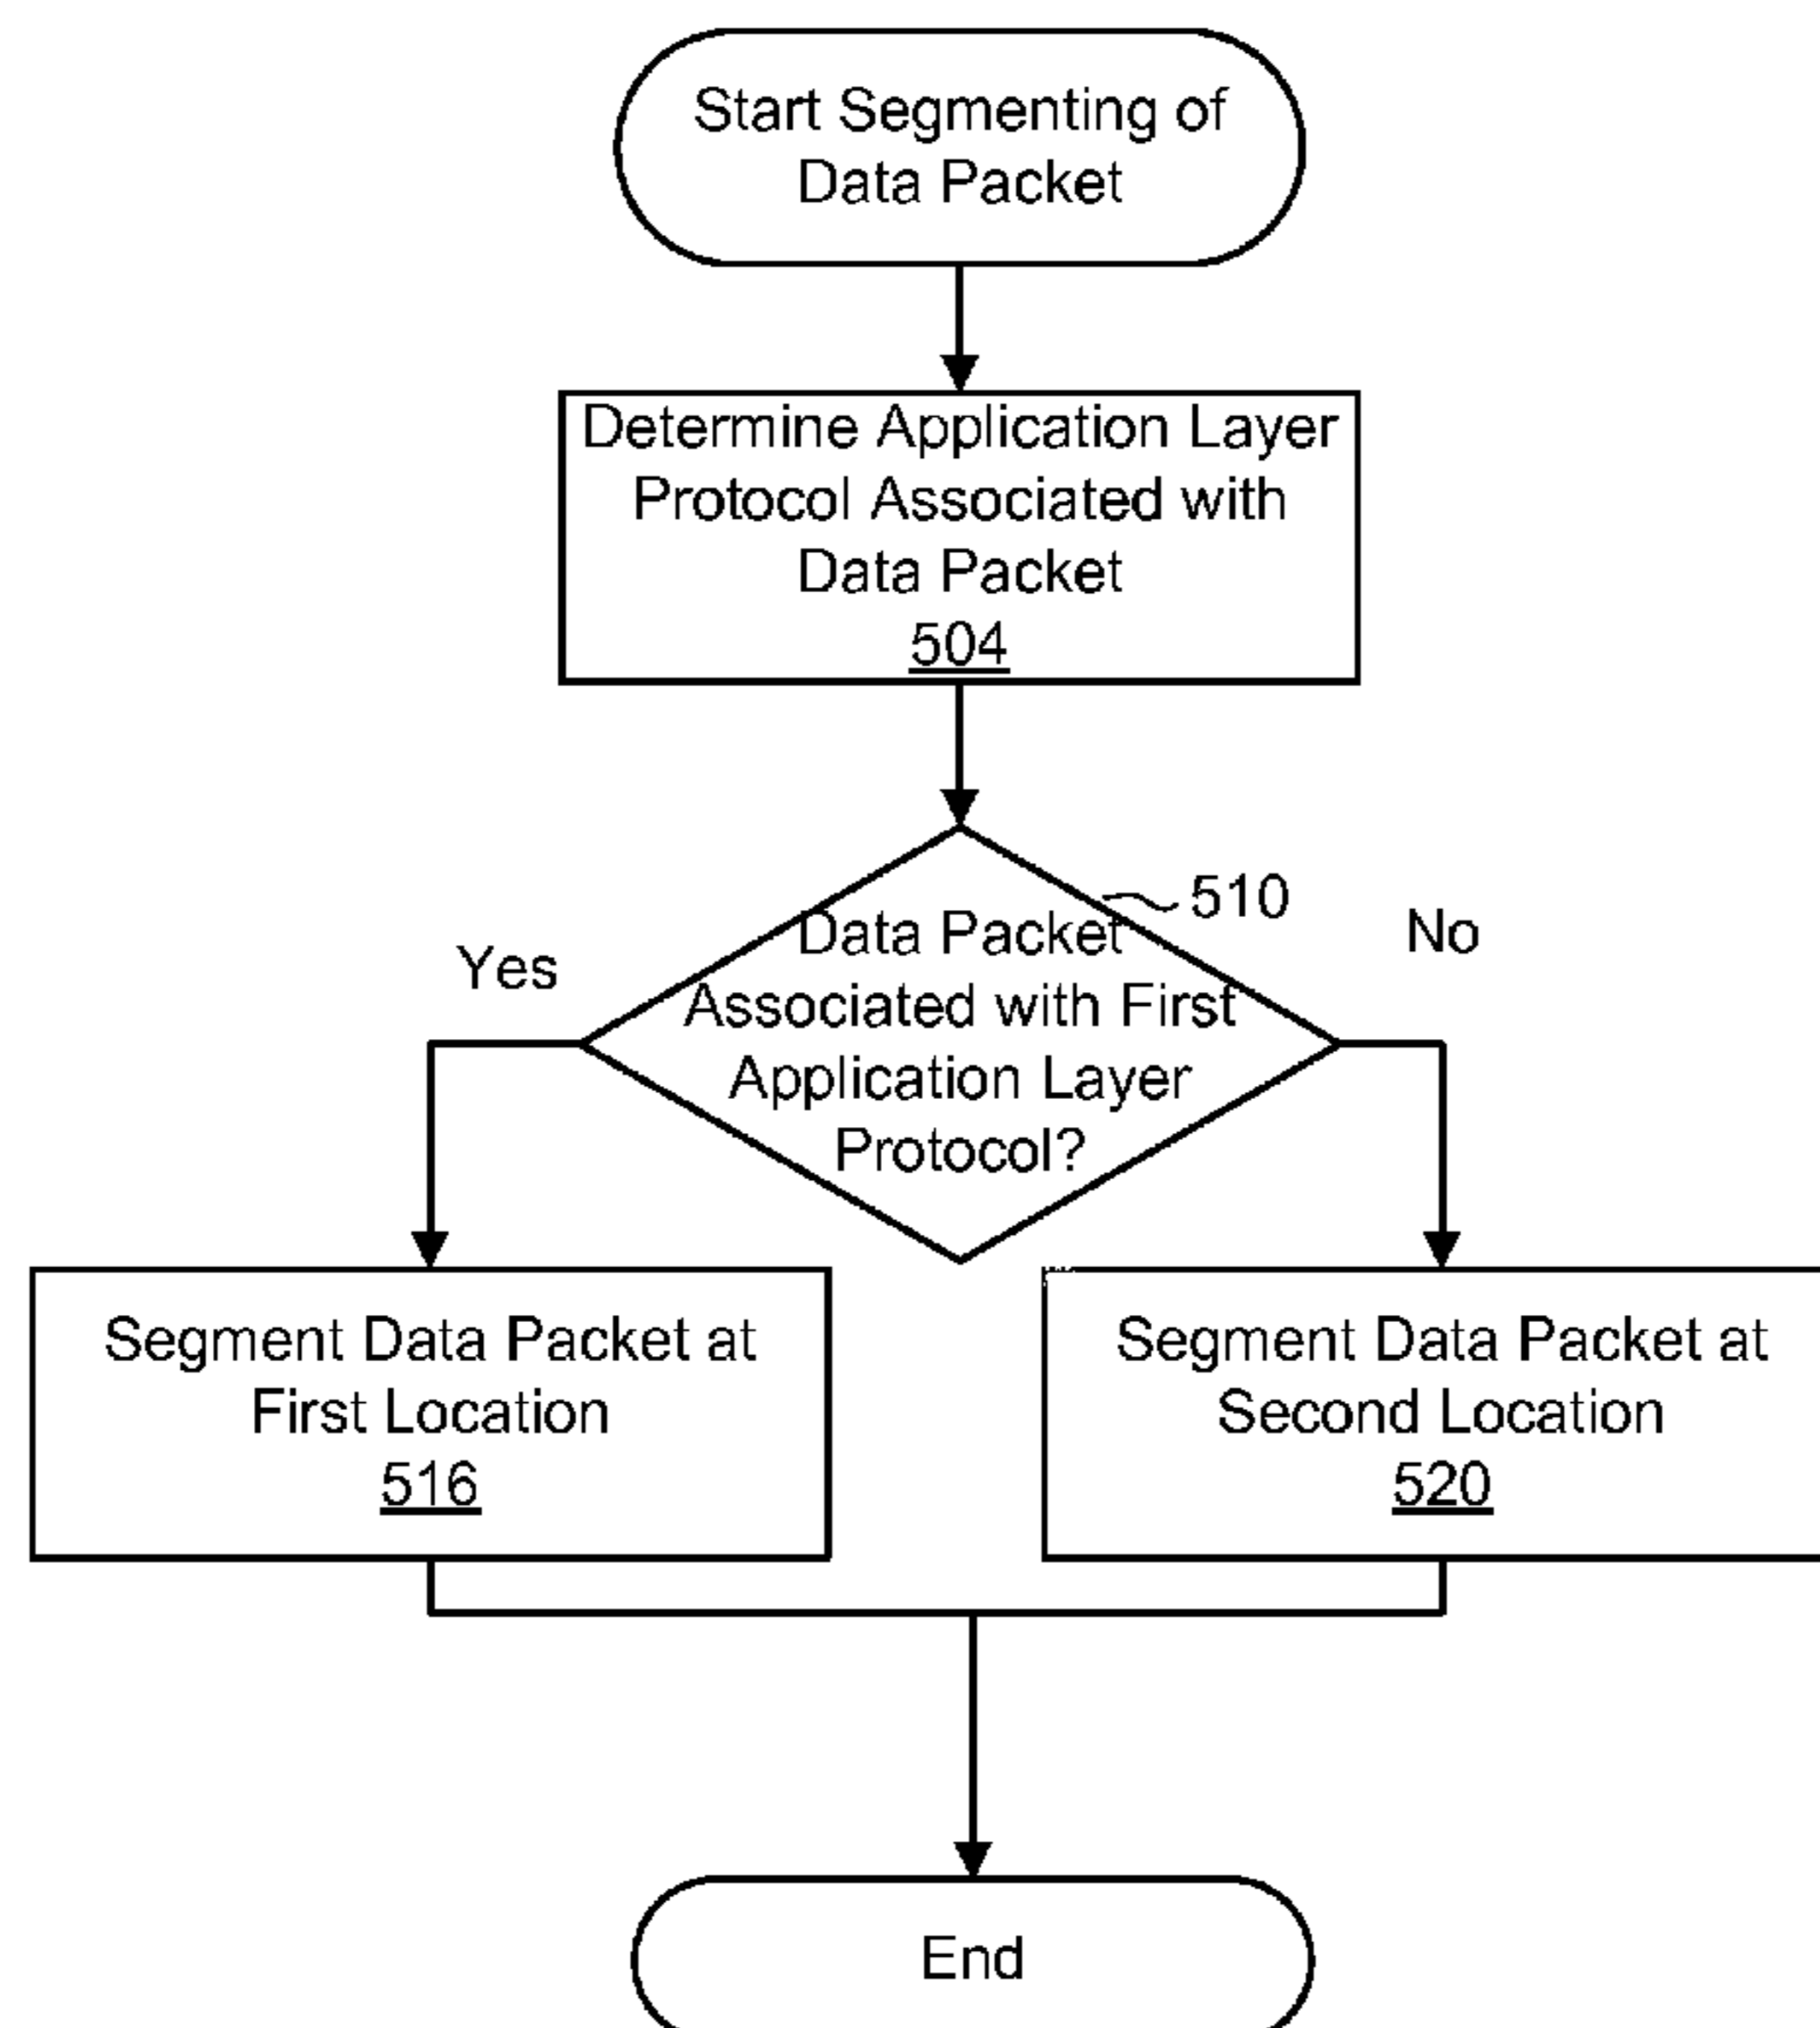 Start Segmenting of
Data Packet
Determine Application Layer
Protocol Associated with
Data Packet
504
510
Data Packet
Associated with First
Application Layer
Protocol?
Yes
No
Segment Data Packet at
First Location
516
Segment Data Packet at
Second Location
520
End